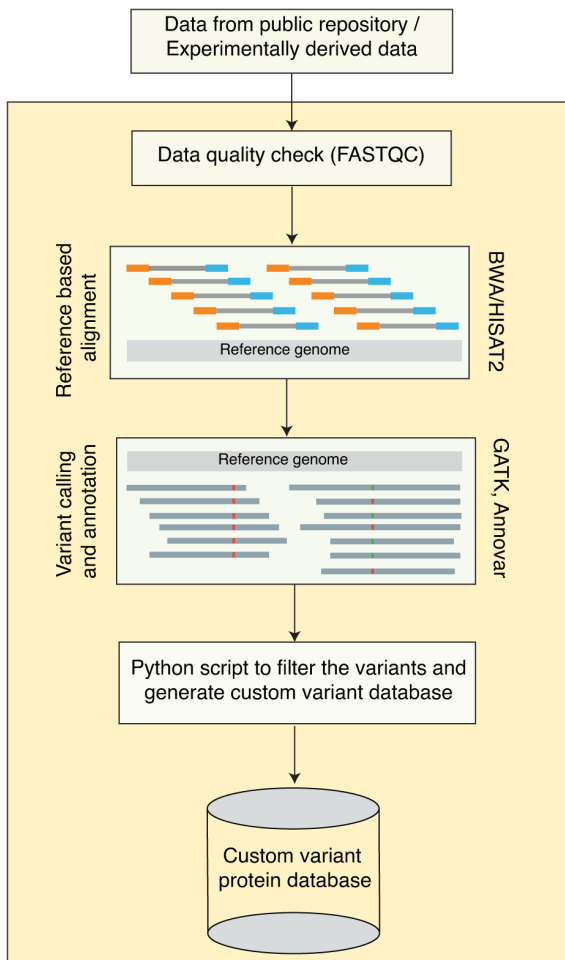 Data from public repository /
Experimentally derived data
Data quality check (FASTQC)
Reference based
alignment
Reference genome
BWA/HISAT2
Variant calling
and annotation
Reference genome
GATK, Annovar
Python script to filter the variants and
generate custom variant database
Custom variant
protein database